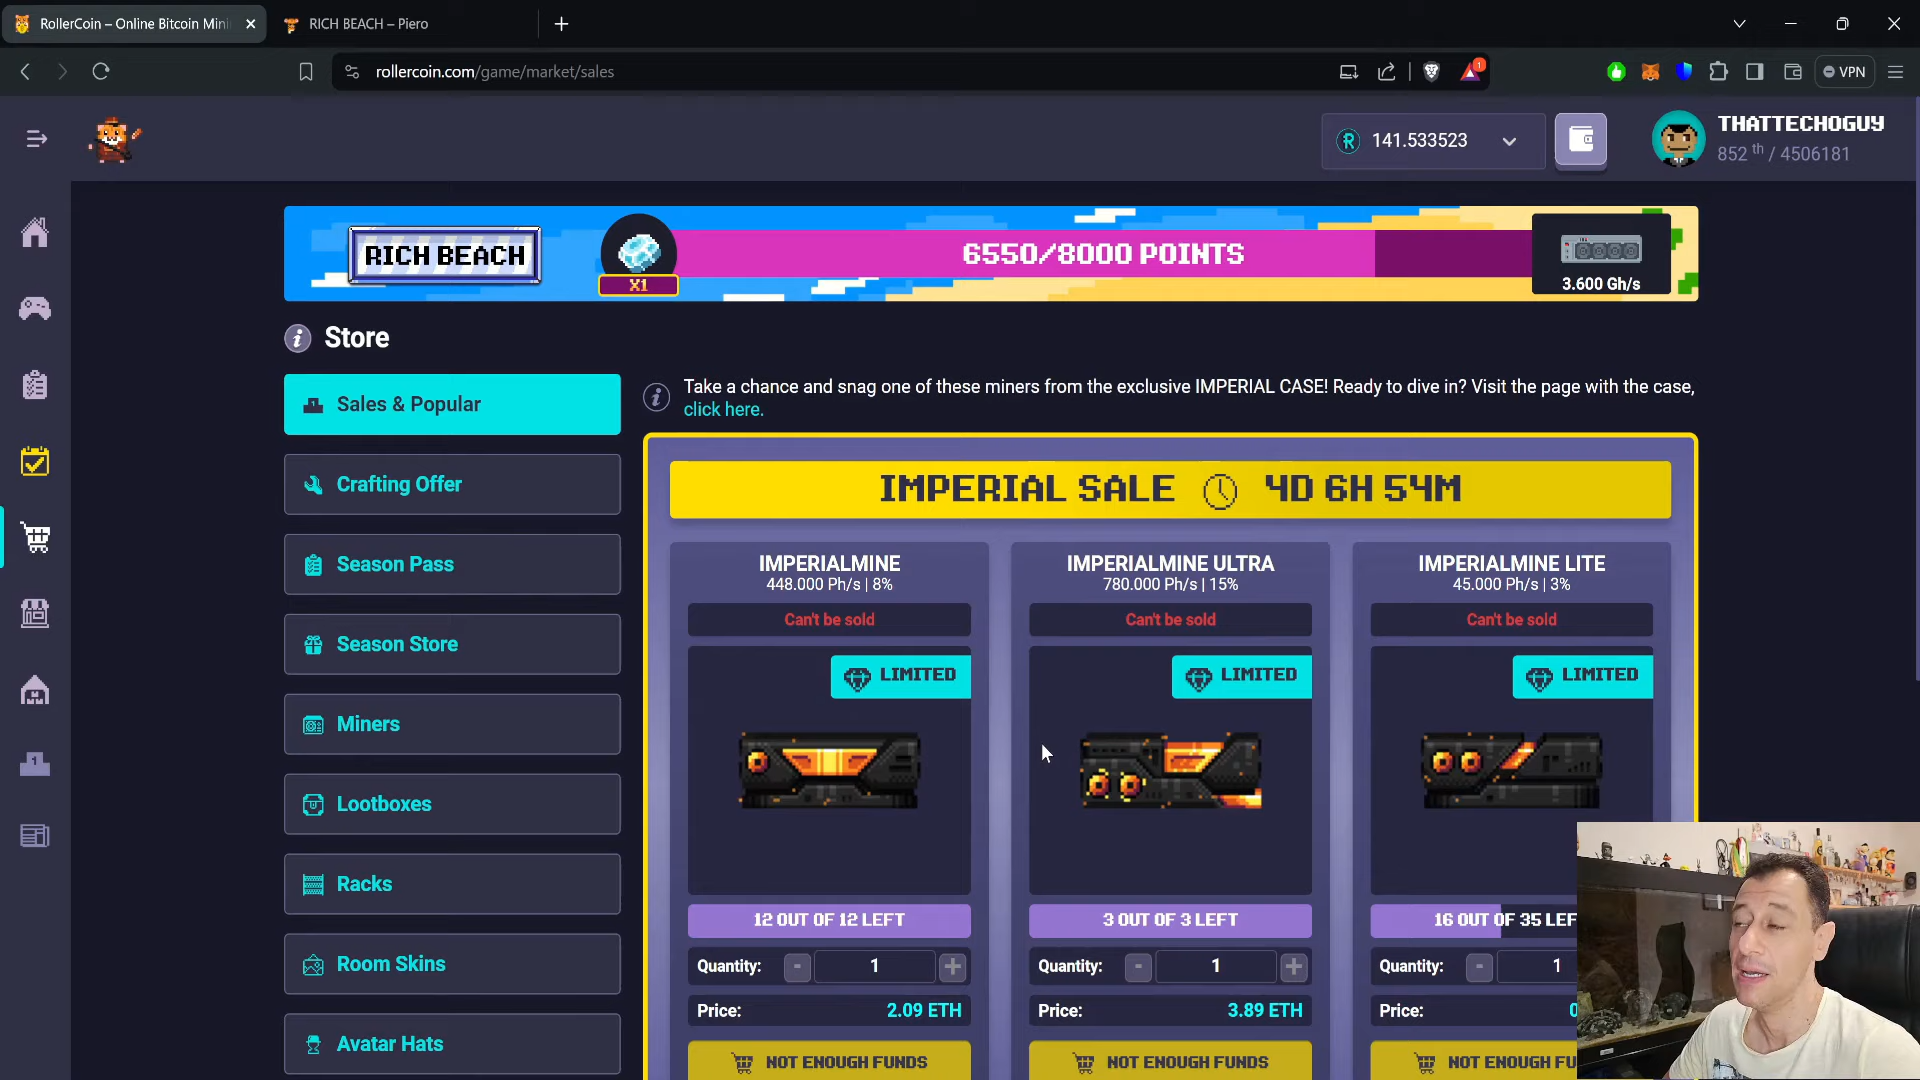 RollerCoin – Online Bitcoin Mini
RICH BEACH – Piero
rollercoin.com/game/market/sales
1
VPN
141.533523
THATTECHOGUY
852 th / 4506181
RICH BEACH
X1
6550/8000 POINTS
3.600 Gh/s
Store
Sales & Popular
Crafting Offer
Season Pass
Season Store
Miners
Lootboxes
Racks
Room Skins
Avatar Hats
Take a chance and snag one of these miners from the exclusive IMPERIAL CASE! Ready to dive in? Visit the page with the case,
click here.
IMPERIAL SALE 4D 6H 54M
IMPERIALMINE
448.000 Ph/s | 8%
Can't be sold
LIMITED
12 OUT OF 12 LEFT
Quantity: - 1 +
Price: 2.09 ETH
NOT ENOUGH FUNDS
IMPERIALMINE ULTRA
780.000 Ph/s | 15%
Can't be sold
LIMITED
3 OUT OF 3 LEFT
Quantity: - 1 +
Price: 3.89 ETH
NOT ENOUGH FUNDS
IMPERIALMINE LITE
45.000 Ph/s | 3%
Can't be sold
LIMITED
16 OUT OF 35 LEF
Quantity: - 1
Price: 0
NOT ENOUGH FU